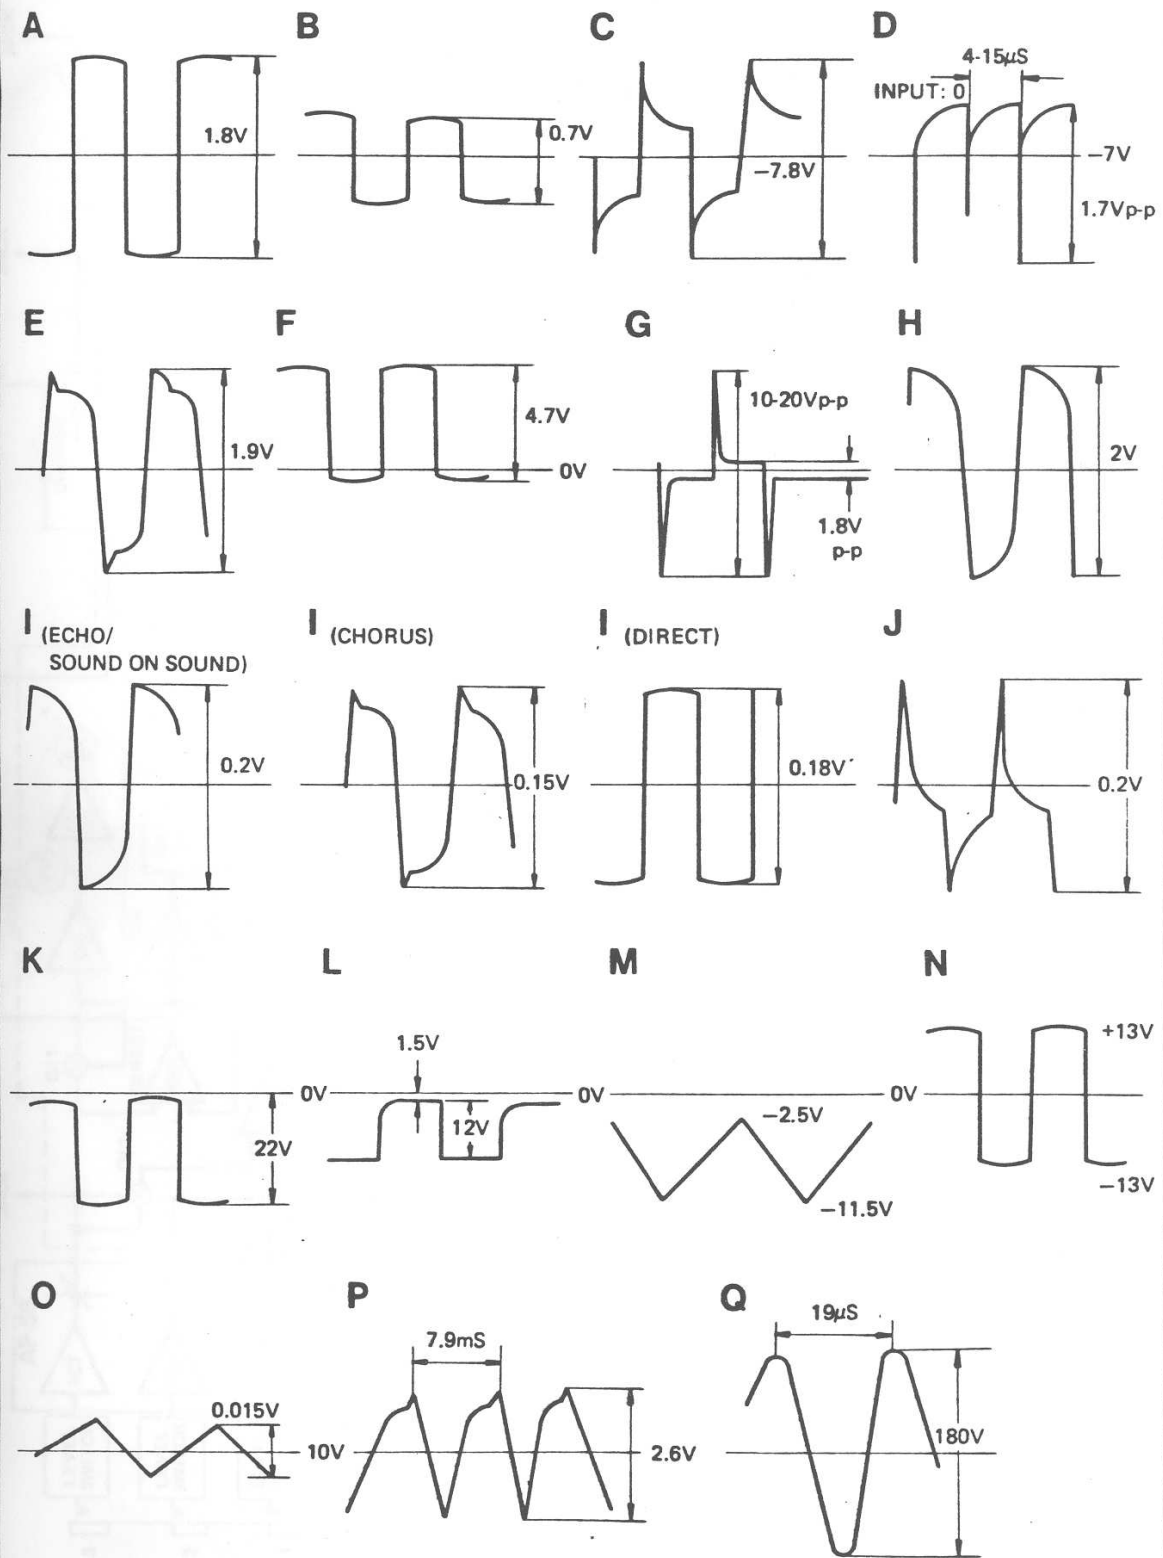 A
B
C
D
4-15µS
INPUT: 0
1.8V
0.7V
−7.8V
−7V
1.7Vp-p
E
F
G
H
1.9V
4.7V
0V
10-20Vp-p
1.8V
p-p
2V
I (ECHO/
SOUND ON SOUND)
I (CHORUS)
I (DIRECT)
J
0.2V
0.15V
0.18V
0.2V
K
L
M
N
0V
22V
1.5V
12V
0V
−2.5V
−11.5V
0V
+13V
−13V
O
P
Q
0.015V
10V
7.9mS
2.6V
19µS
180V